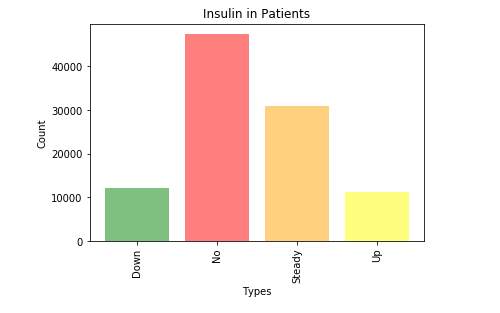 Insulin in Patients
Count
40000
30000
20000
10000
0
Down
No
Steady
Up
Types